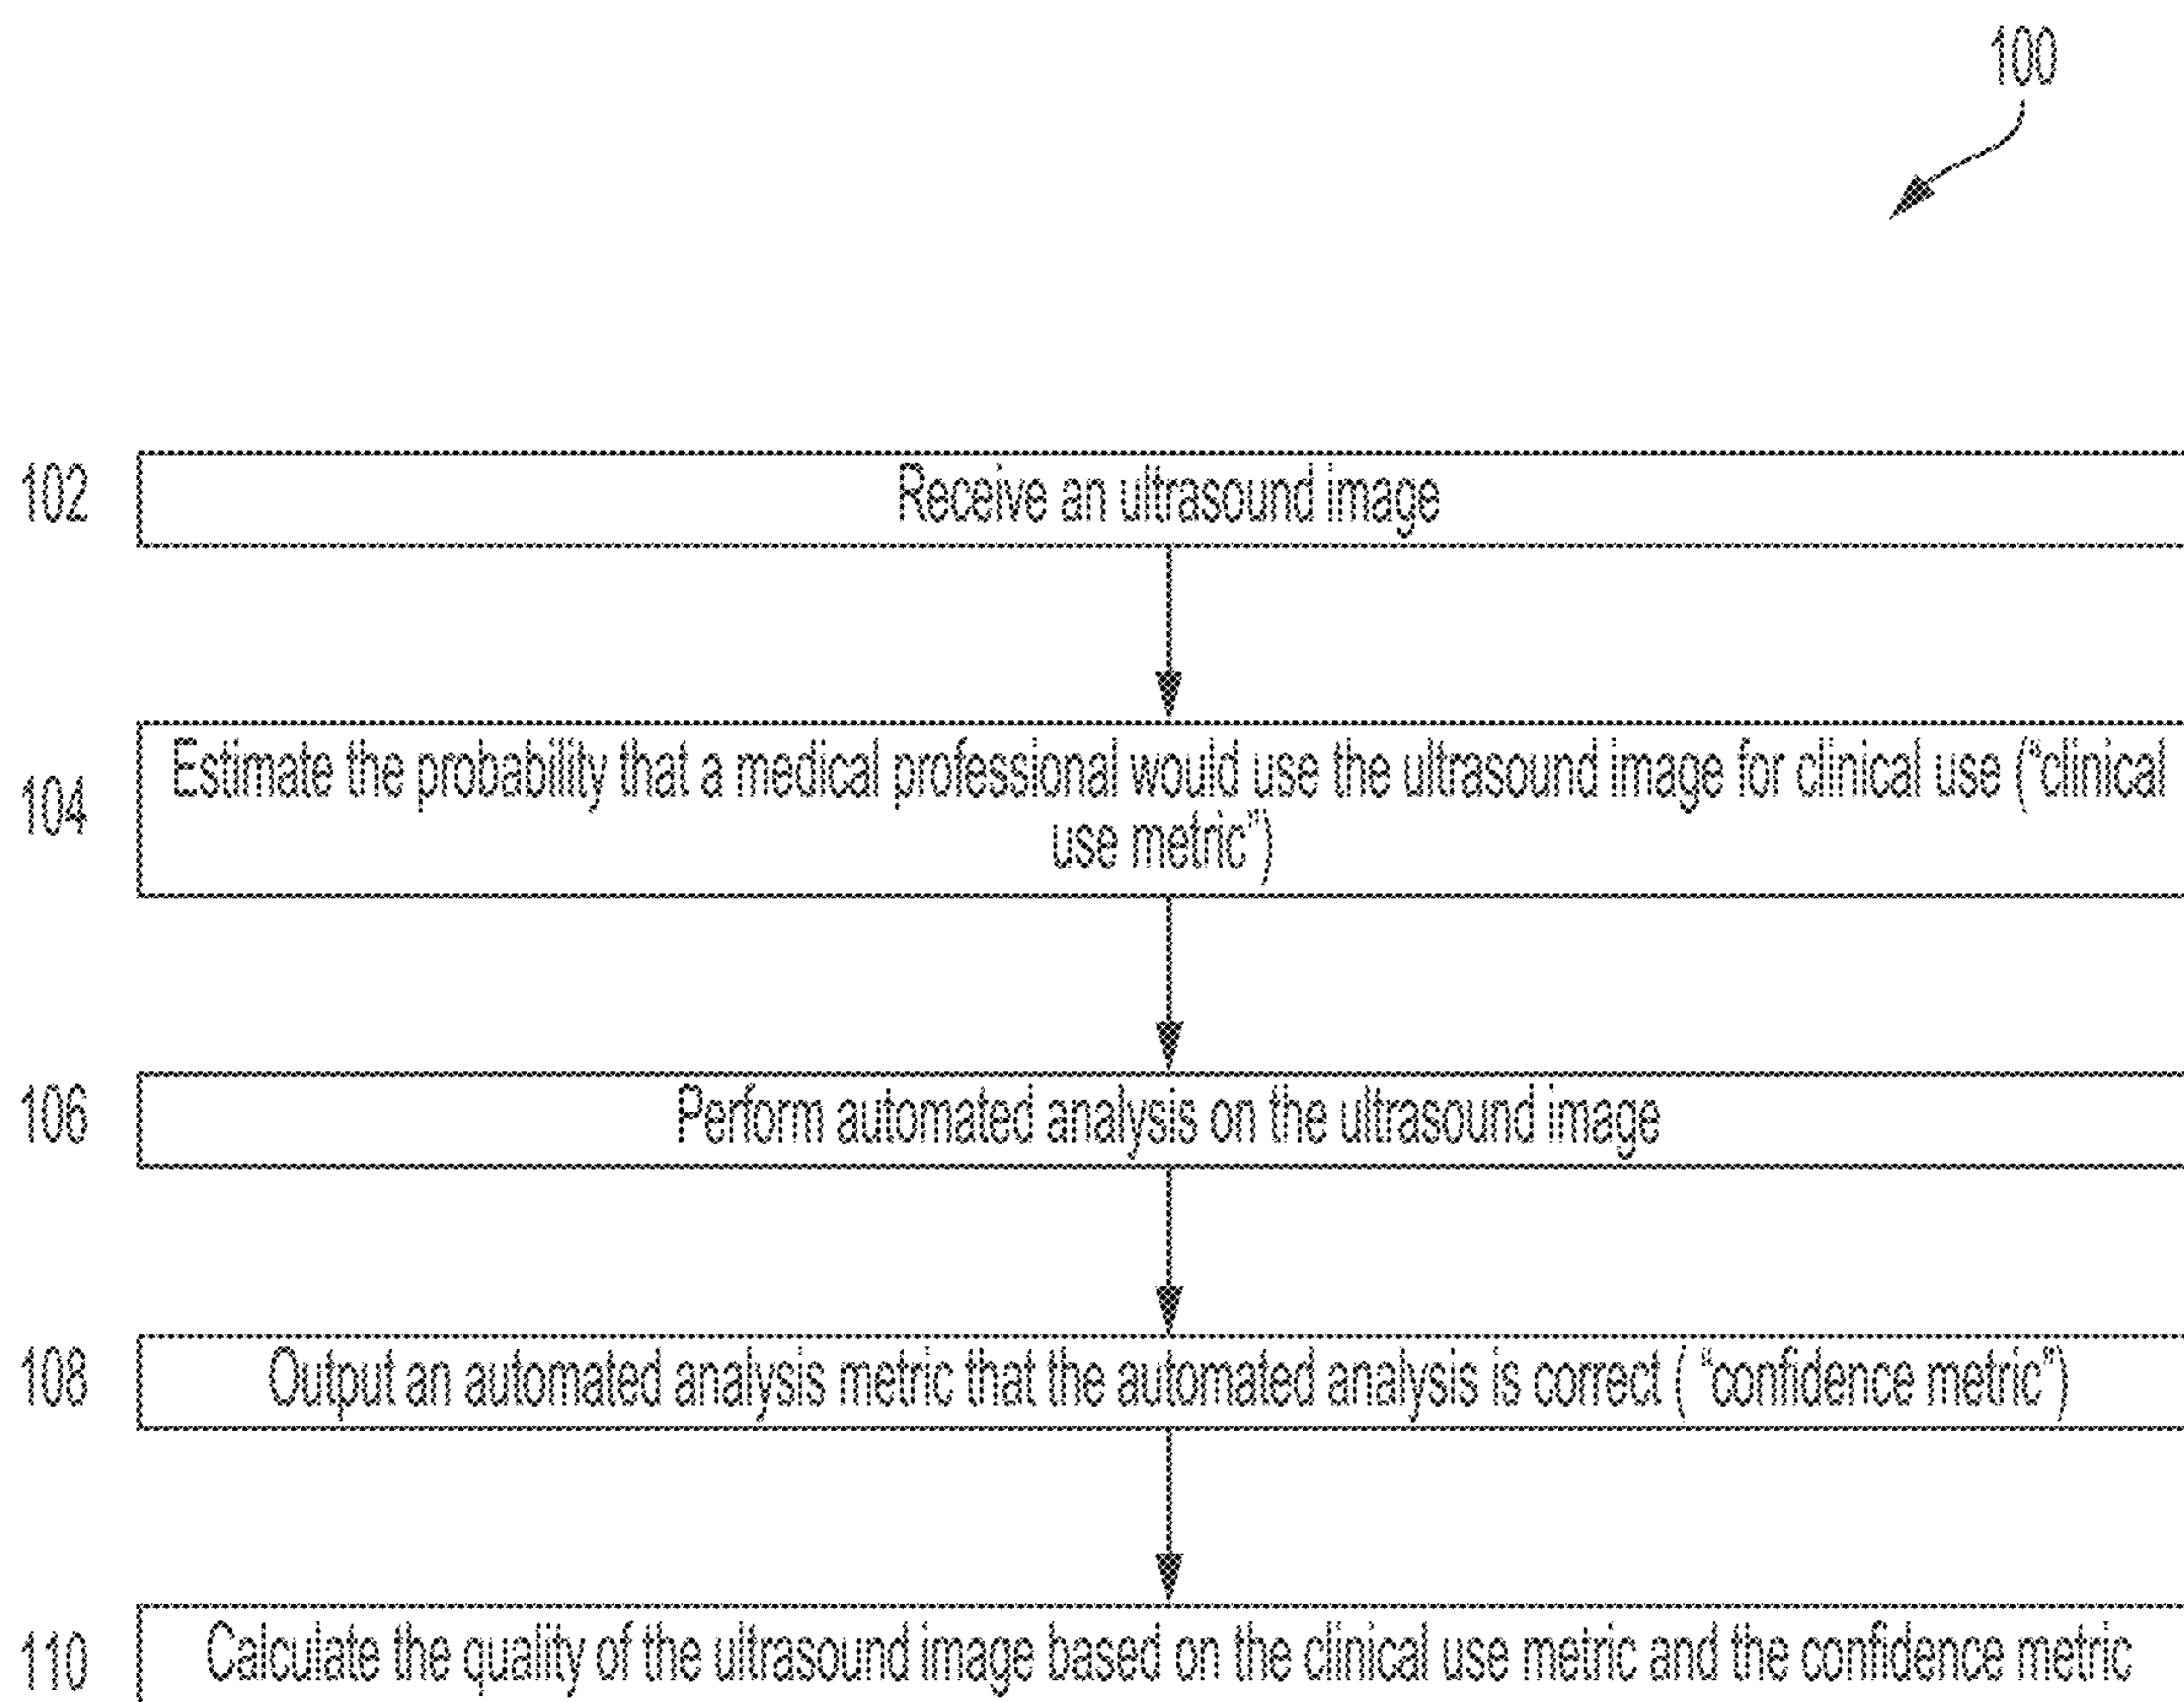 100
102
Receive an ultrasound image
104
Estimate the probability that a medical professional would use the ultrasound image for clinical use (“clinical
use metric”)
106
Perform automated analysis on the ultrasound image
108
Output an automated analysis metric that the automated analysis is correct ( “confidence metric”)
110
Calculate the quality of the ultrasound image based on the clinical use metric and the confidence metric